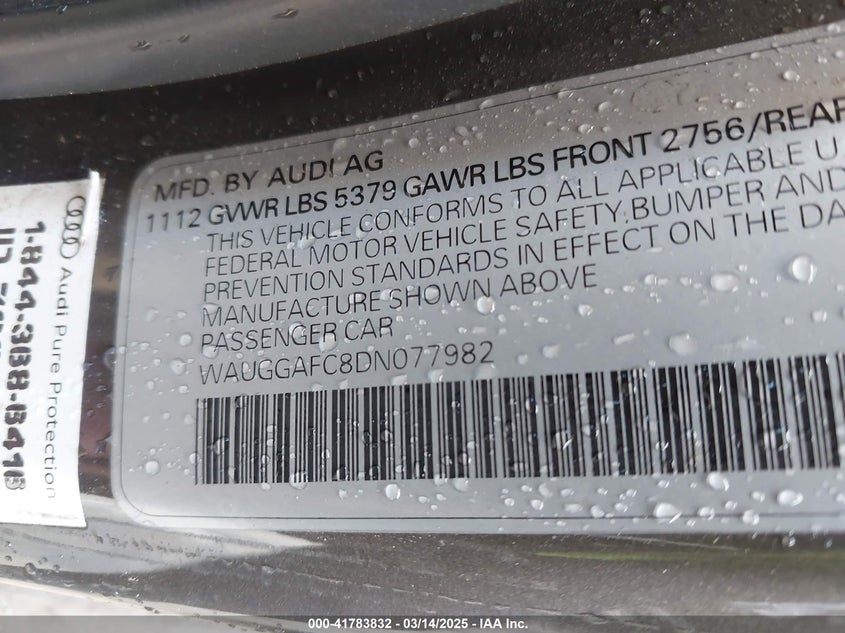 MFD. BY AUDI AG
1112 GVWR LBS 5379 GAWR LBS FRONT 2756/REAR
THIS VEHICLE CONFORMS TO ALL APPLICABLE U
FEDERAL MOTOR VEHICLE SAFETY,BUMPER AND
PREVENTION STANDARDS IN EFFECT ON THE DA
MANUFACTURE SHOWN ABOVE
PASSENGER CAR
WAUGGAFC8DN077982
Audi Pure Protection
1-844-388-6418
000-41783832 - 03/14/2025 - IAA Inc.